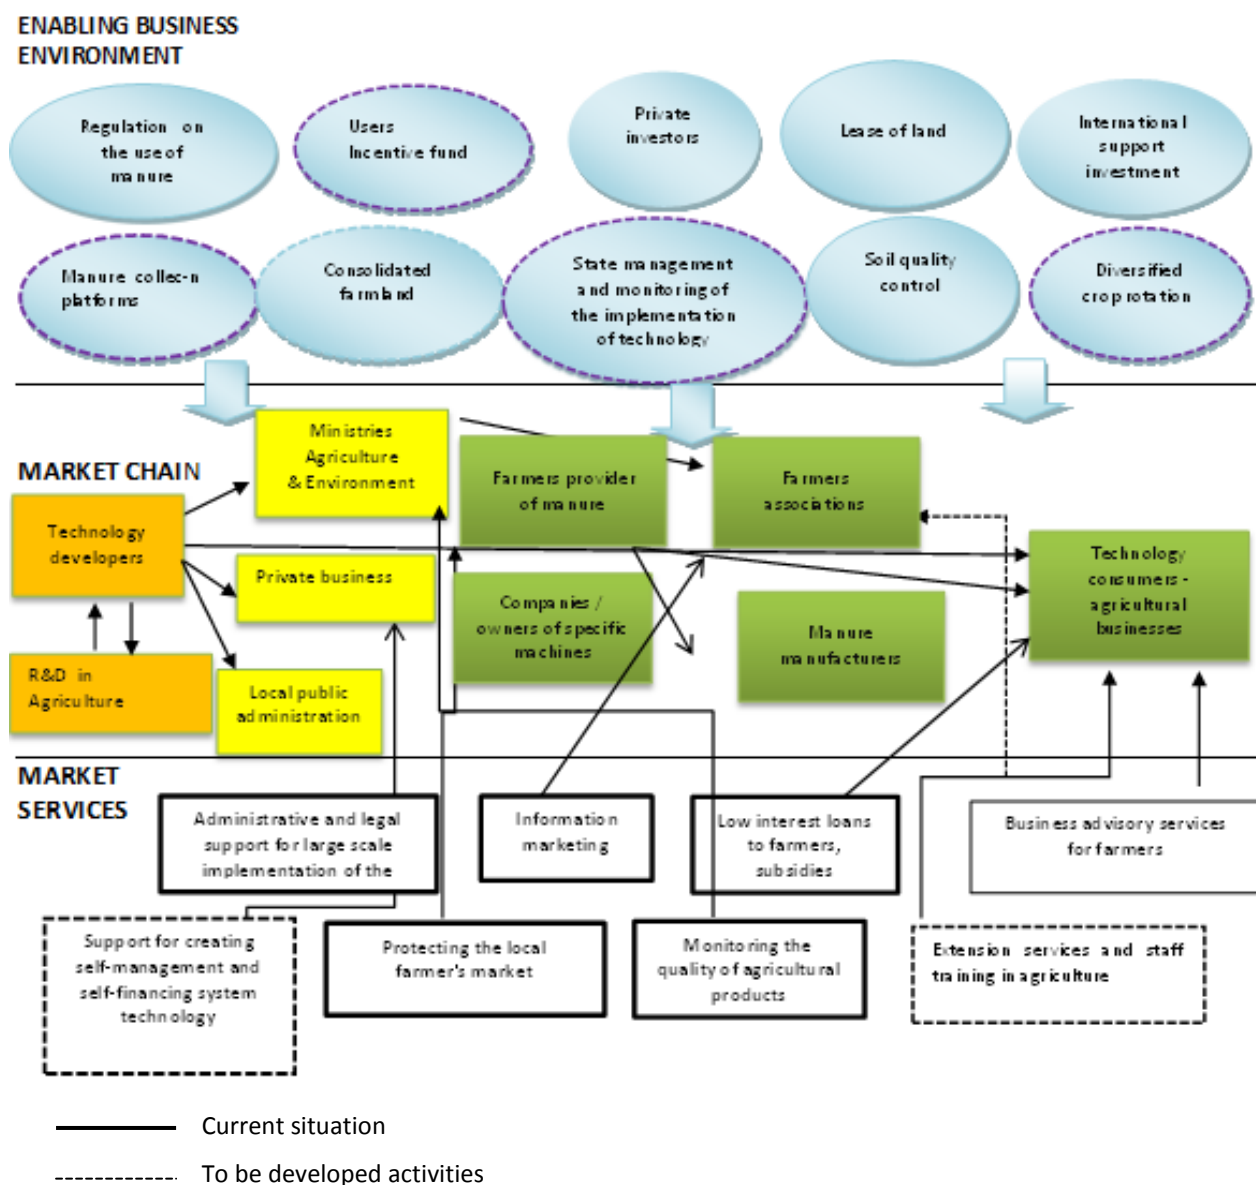 ENABLING BUSINESS
ENVIRONMENT
Regulation on
the use of
manure
Users
Incentive fund
Private
investors
Lease of land
International
support
investment
Manure collec-n
platforms
Consolidated
farmland
State management
and monitoring of
the implementation
of technology
Soil quality
control
Diversified
crop rotation
MARKET CHAIN
Ministries
Agriculture
& Environment
Farmers provider
of manure
Farmers
associations
Technology
developers
Private business
Companies /
owners of specific
machines
Manure
manufacturers
Technology
consumers -
agricultural
businesses
R&D in
Agriculture
Local public
administration
MARKET
SERVICES
Administrative and legal
support for large scale
implementation of the
Information
marketing
Low interest loans
to farmers,
subsidies
Business advisory services
for farmers
Support for creating
self-management and
self-financing system
technology
Protecting the local
farmer's market
Monitoring the
quality of agricultural
products
Extension services and staff
training in agriculture
Current situation
To be developed activities